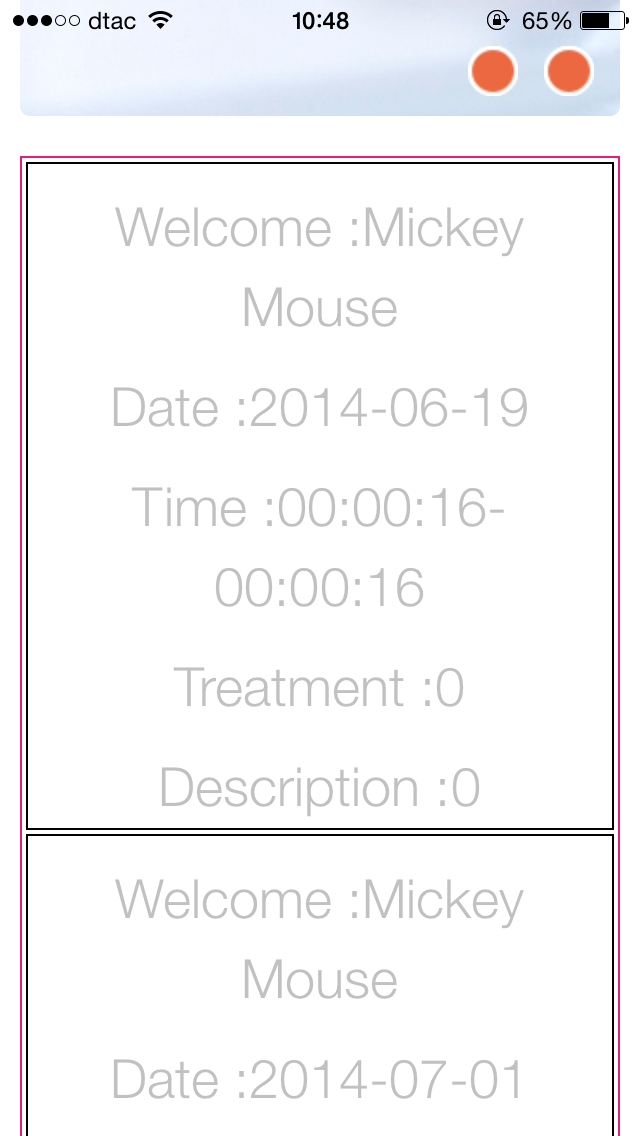 dtac 10:48 65%
Welcome :Mickey
Mouse
Date :2014-06-19
Time :00:00:16-
00:00:16
Treatment :0
Description :0
Welcome :Mickey
Mouse
Date :2014-07-01